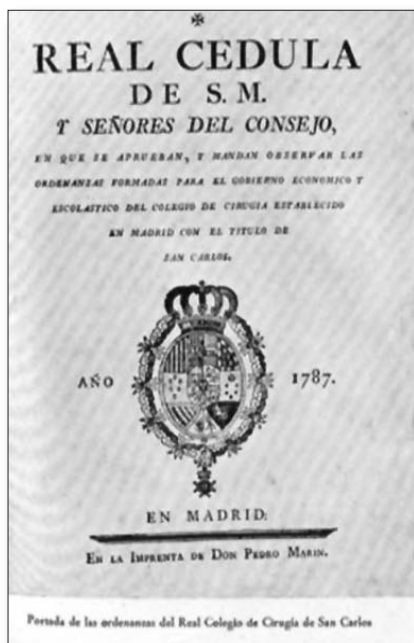 REAL CEDULA
DE S.M.
Y SEÑORES DEL CONSEJO,
EN QUE SE APRUEBAN, Y MANDAN OBSERVAR LAS
ORDENANZAS FORMADAS PARA EL GOBIERNO ECONOMICO Y
ESCOLASTICO DEL COLEGIO DE CIRUGIA ESTABLECIDO
EN MADRID CON EL TITULO DE
SAN CARLOS.
AÑO 1787.
EN MADRID:
EN LA IMPRENTA DE DON PEDRO MARIN.
Portada de las ordenanzas del Real Colegio de Cirugía de San Carlos